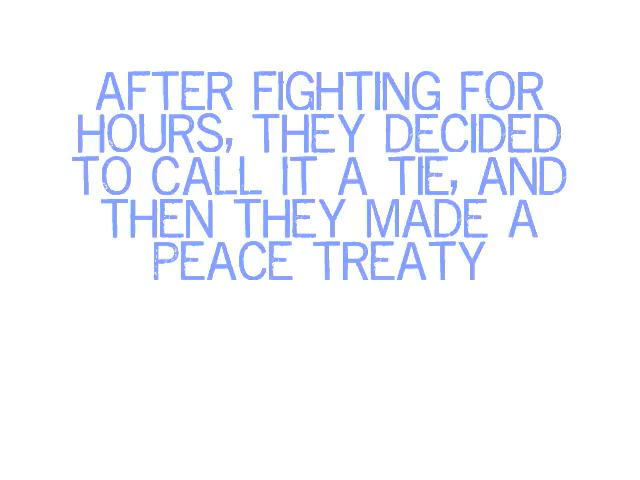 AFTER FIGHTING FOR
HOURS, THEY DECIDED
TO CALL IT A TIE, AND
THEN THEY MADE A
PEACE TREATY